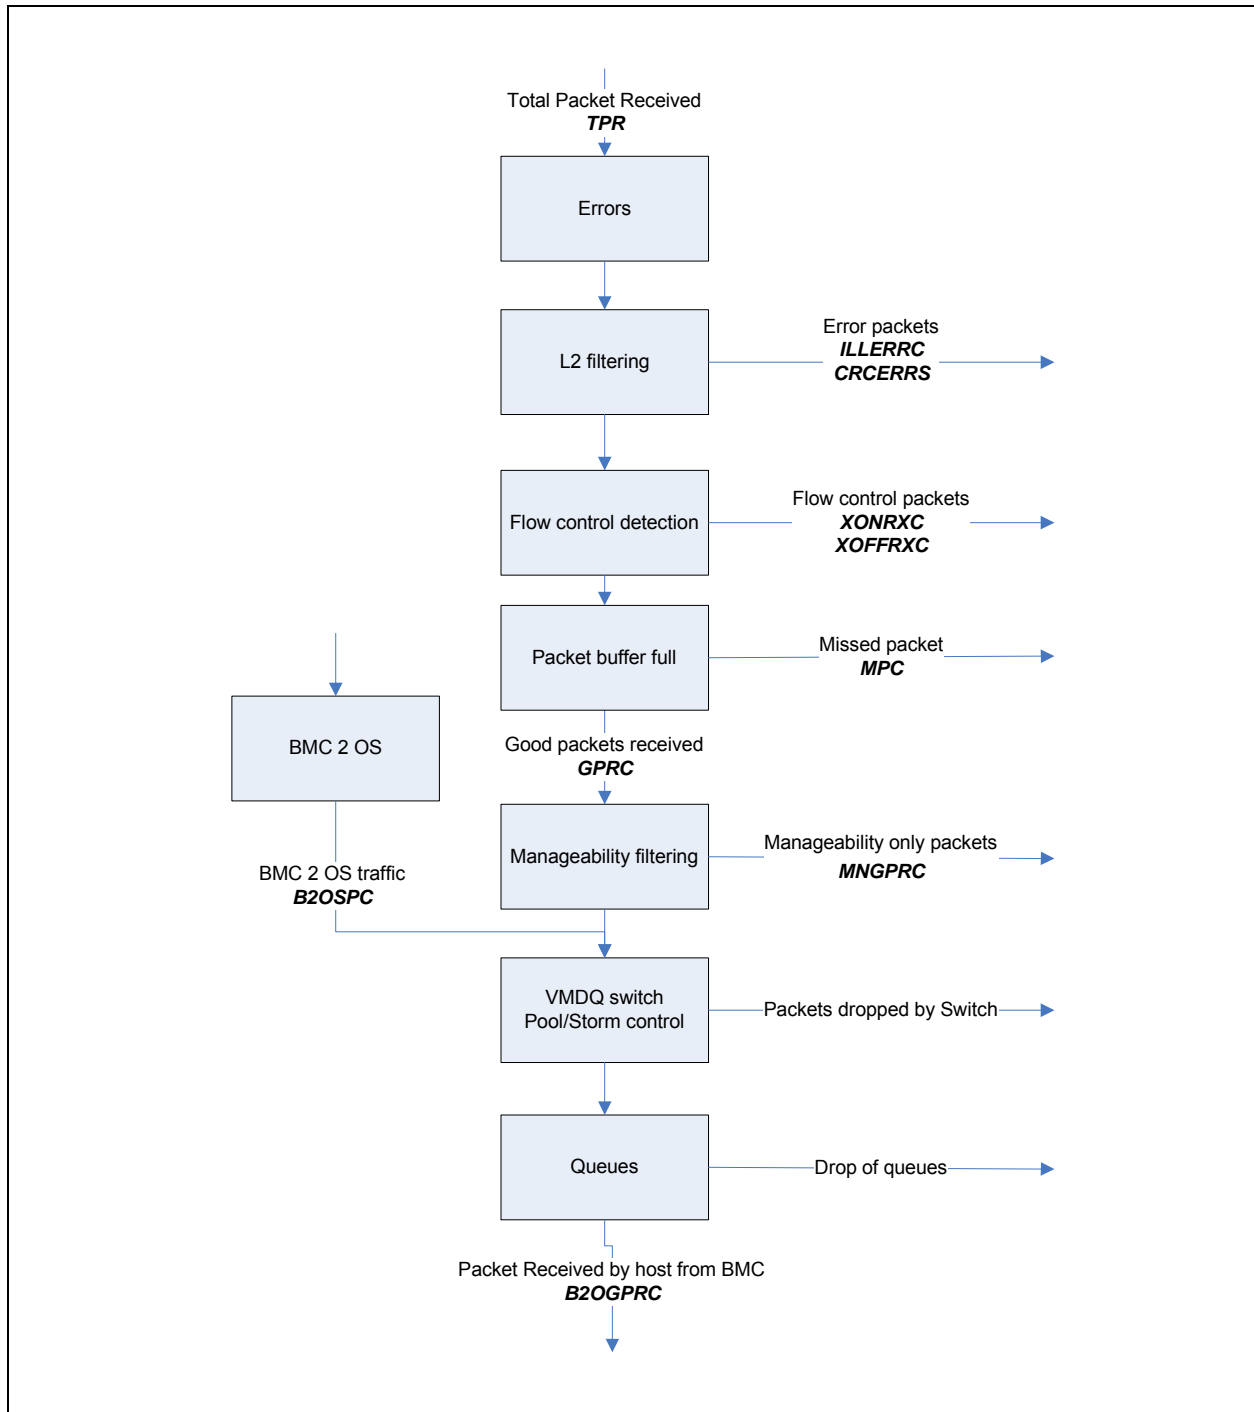 Total Packet Received
TPR
Errors
L2 filtering
Error packets
ILLERRC
CRCERRS
Flow control detection
Flow control packets
XONRXC
XOFFRXC
Packet buffer full
Missed packet
MPC
BMC 2 OS
Good packets received
GPRC
Manageability filtering
Manageability only packets
MNGPRC
BMC 2 OS traffic
B2OSPC
VMDQ switch
Pool/Storm control
Packets dropped by Switch
Queues
Drop of queues
Packet Received by host from BMC
B2OGPRC